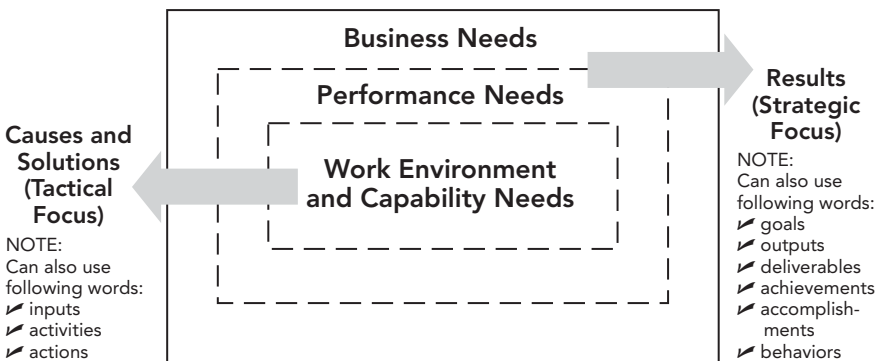 Business Needs
Performance Needs
Work Environment
and Capability Needs
Causes and
Solutions
(Tactical
Focus)
NOTE:
Can also use
following words:
✔ inputs
✔ activities
✔ actions
Results
(Strategic
Focus)
NOTE:
Can also use
following words:
✔ goals
✔ outputs
✔ deliverables
✔ achievements
✔ accomplish-
ments
✔ behaviors